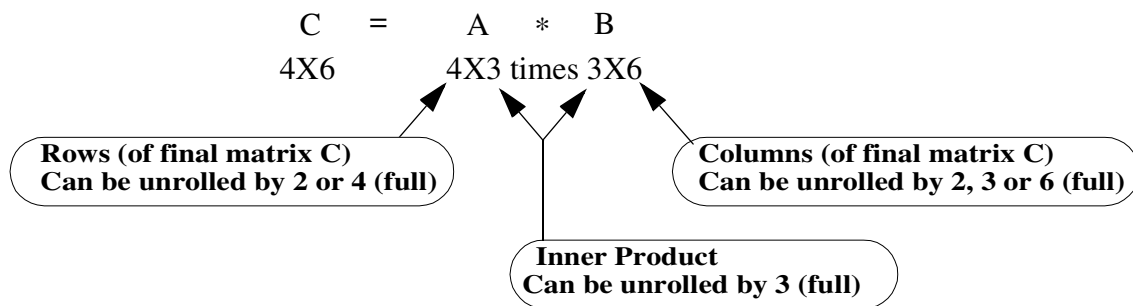 C = A * B
4X6 4X3 times 3X6
Rows (of final matrix C)
Can be unrolled by 2 or 4 (full)
Columns (of final matrix C)
Can be unrolled by 2, 3 or 6 (full)
Inner Product
Can be unrolled by 3 (full)